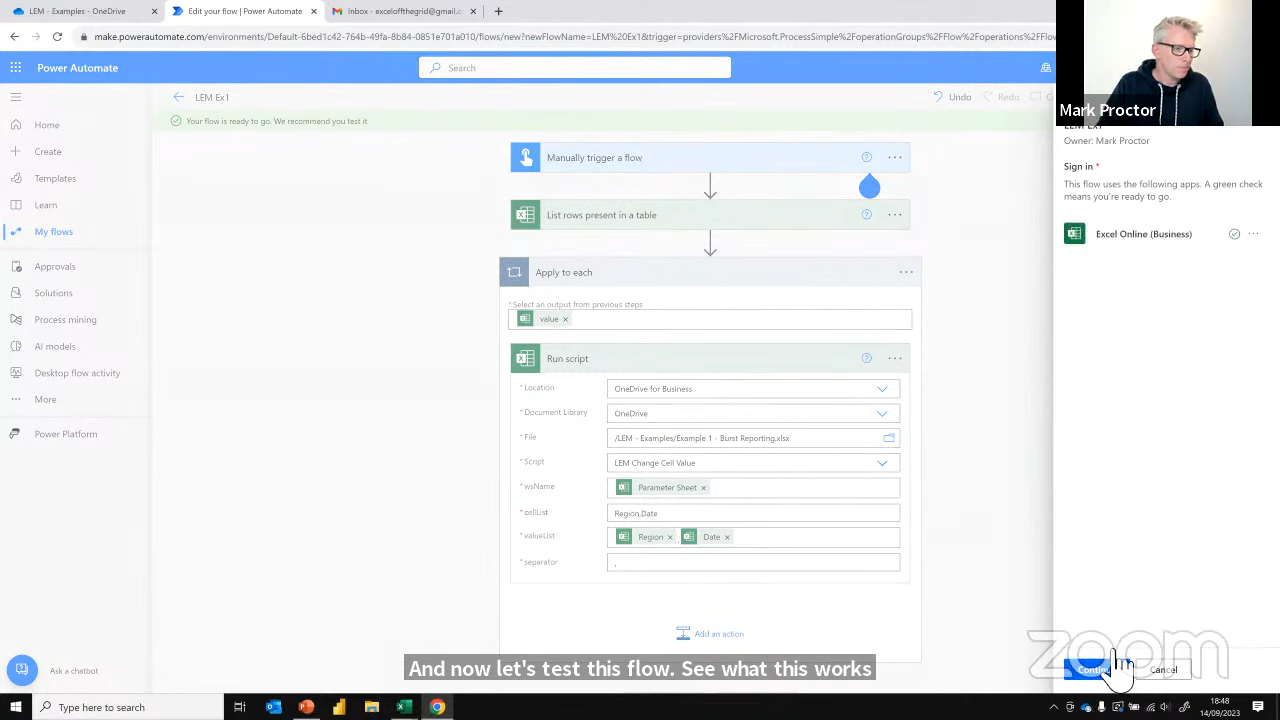 LEM - Examples - OneDrive
Edit your flow | Power Automate
Inbox - exceloffthegrid@gmail.c
make.powerautomate.com/environments/Default-6bed1c42-764b-49fa-8b84-0851e701a010/flows/new?newFlowName=LEM%20Ex1&trigger=providers%2FMicrosoft.ProcessSimple%2FoperationGroups%2FFlow%2Foperations%2FFlow
Power Automate
Search
LEM Ex1
Undo
Redo
Your flow is ready to go. We recommend you test it
Home
Create
Templates
Learn
My flows
Approvals
Solutions
Process mining
AI models
Desktop flow activity
More
Power Platform
Ask a chatbot
Manually trigger a flow
List rows present in a table
Apply to each
* Select an output from previous steps
value
Run script
* Location
OneDrive for Business
* Document Library
OneDrive
* File
/LEM - Examples/Example 1 - Burst Reporting.xlsx
* Script
LEM Change Cell Value
* wsName
Parameter Sheet
* cellList
Region,Date
* valueList
Region , Date
* separator
,
Add an action
Mark Proctor
LEM Ex1
Owner: Mark Proctor
Sign in *
This flow uses the following apps. A green check
means you're ready to go.
Excel Online (Business)
Cancel
zoom
And now let's test this flow. See what this works
Type here to search
18:48
14/09/2023